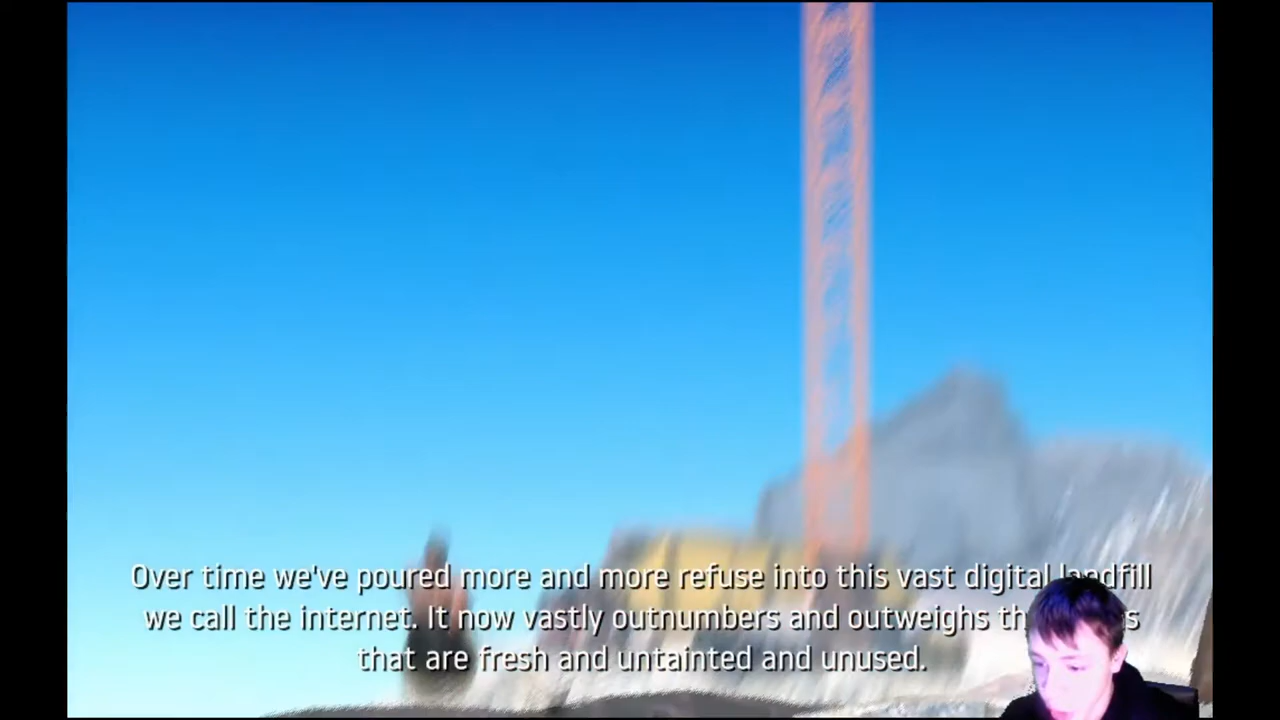 Over time we've poured more and more refuse into this vast digital landfill
we call the internet. It now vastly outnumbers and outweighs
that are fresh and untainted and unused.